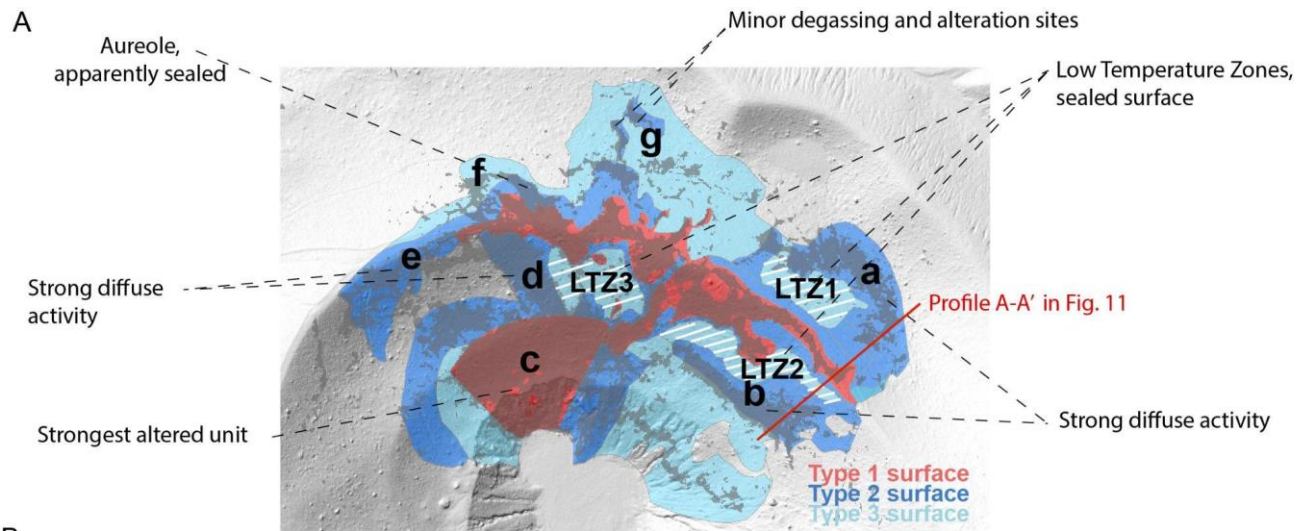 A
Minor degassing and alteration sites
Aureole,
apparently sealed
Low Temperature Zones,
sealed surface
g
f
e
d
LTZ3
LTZ1
a
Strong diffuse
activity
Profile A-A' in Fig. 11
c
LTZ2
b
Strongest altered unit
Strong diffuse activity
Type 1 surface
Type 2 surface
Type 3 surface